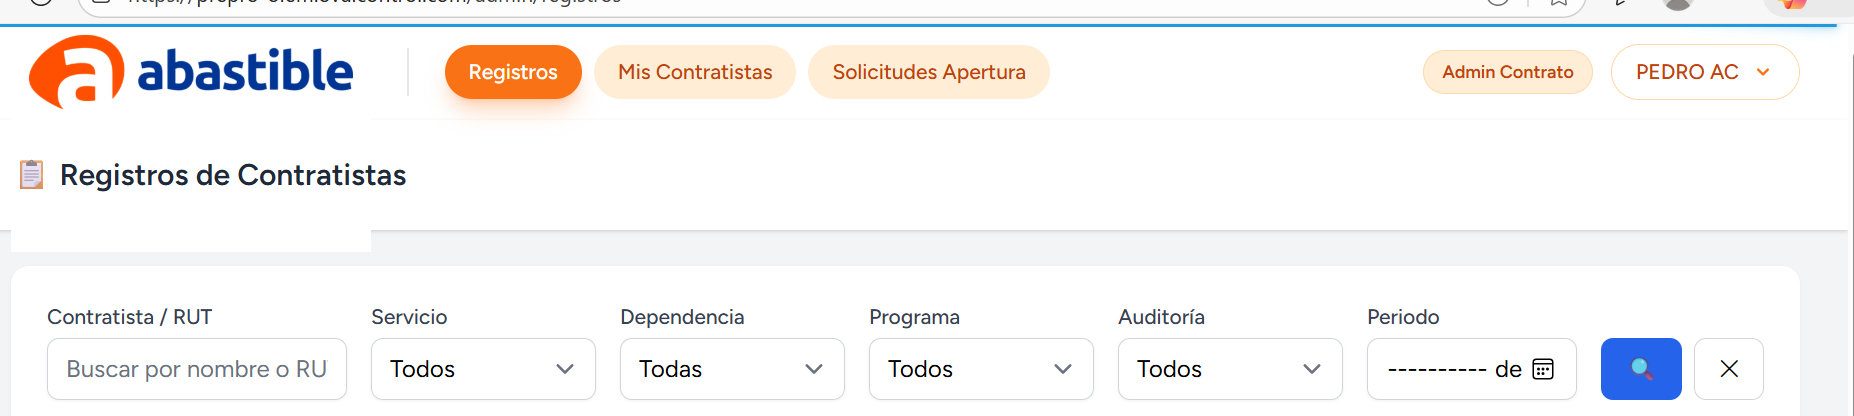 abastible
Registros Mis Contratistas Solicitudes Apertura Admin Contrato PEDRO AC
Registros de Contratistas
Contratista / RUT Servicio Dependencia Programa Auditoría Periodo
Buscar por nombre o RU Todos Todas Todos Todos ---------- de